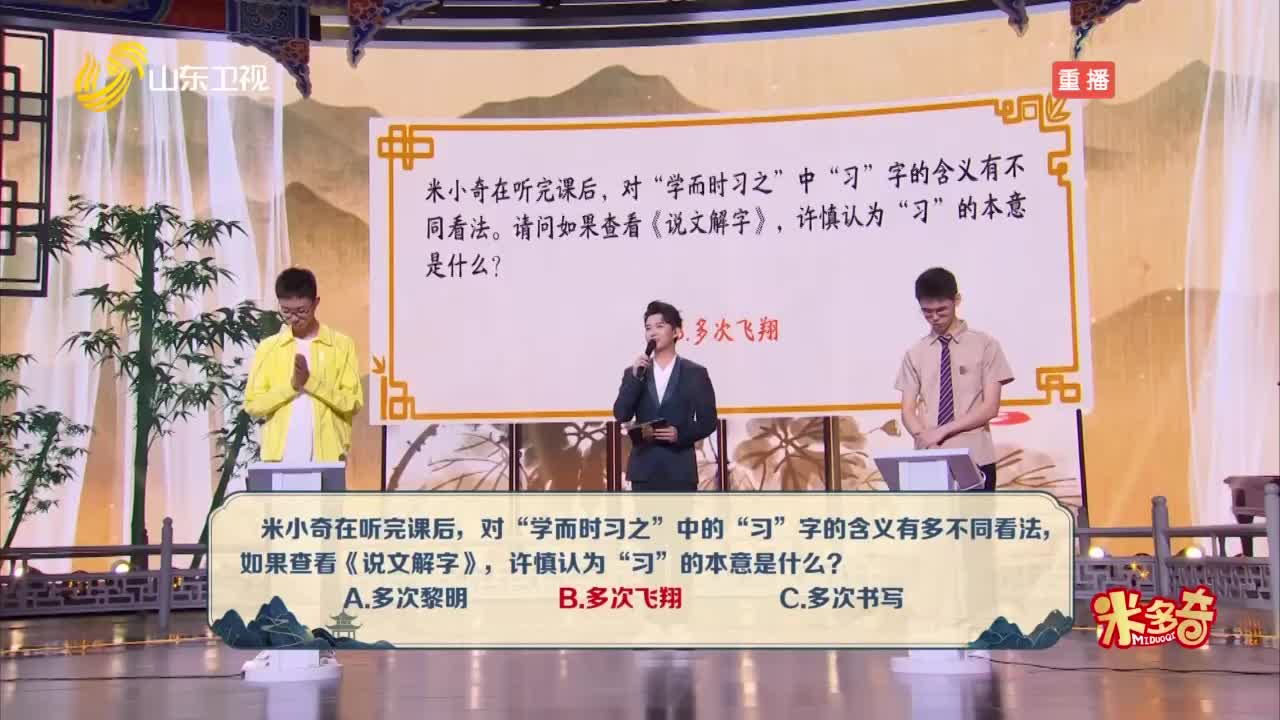 山东卫视
重播
米小奇在听完课后，对“学而时习之”中“习”字的含义有不
同看法。请问如果查看《说文解字》，许慎认为“习”的本意
是什么？
.多次飞翔
米小奇在听完课后，对“学而时习之”中的“习”字的含义有多不同看法，
如果查看《说文解字》，许慎认为“习”的本意是什么？
A.多次黎明 B.多次飞翔 C.多次书写
米多奇
MIDUOQI